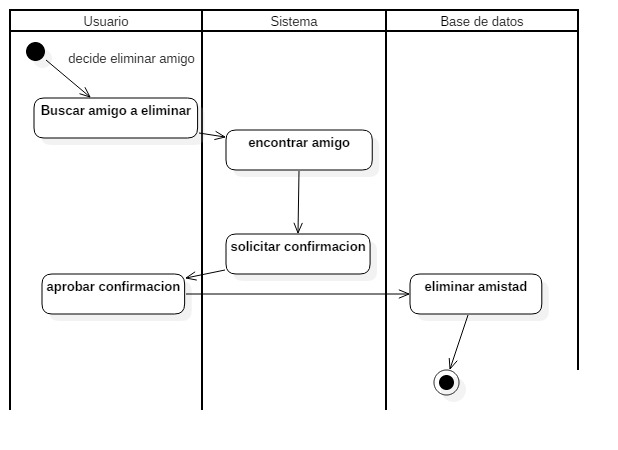 Usuario
Sistema
Base de datos
decide eliminar amigo
Buscar amigo a eliminar
encontrar amigo
solicitar confirmacion
aprobar confirmacion
eliminar amistad